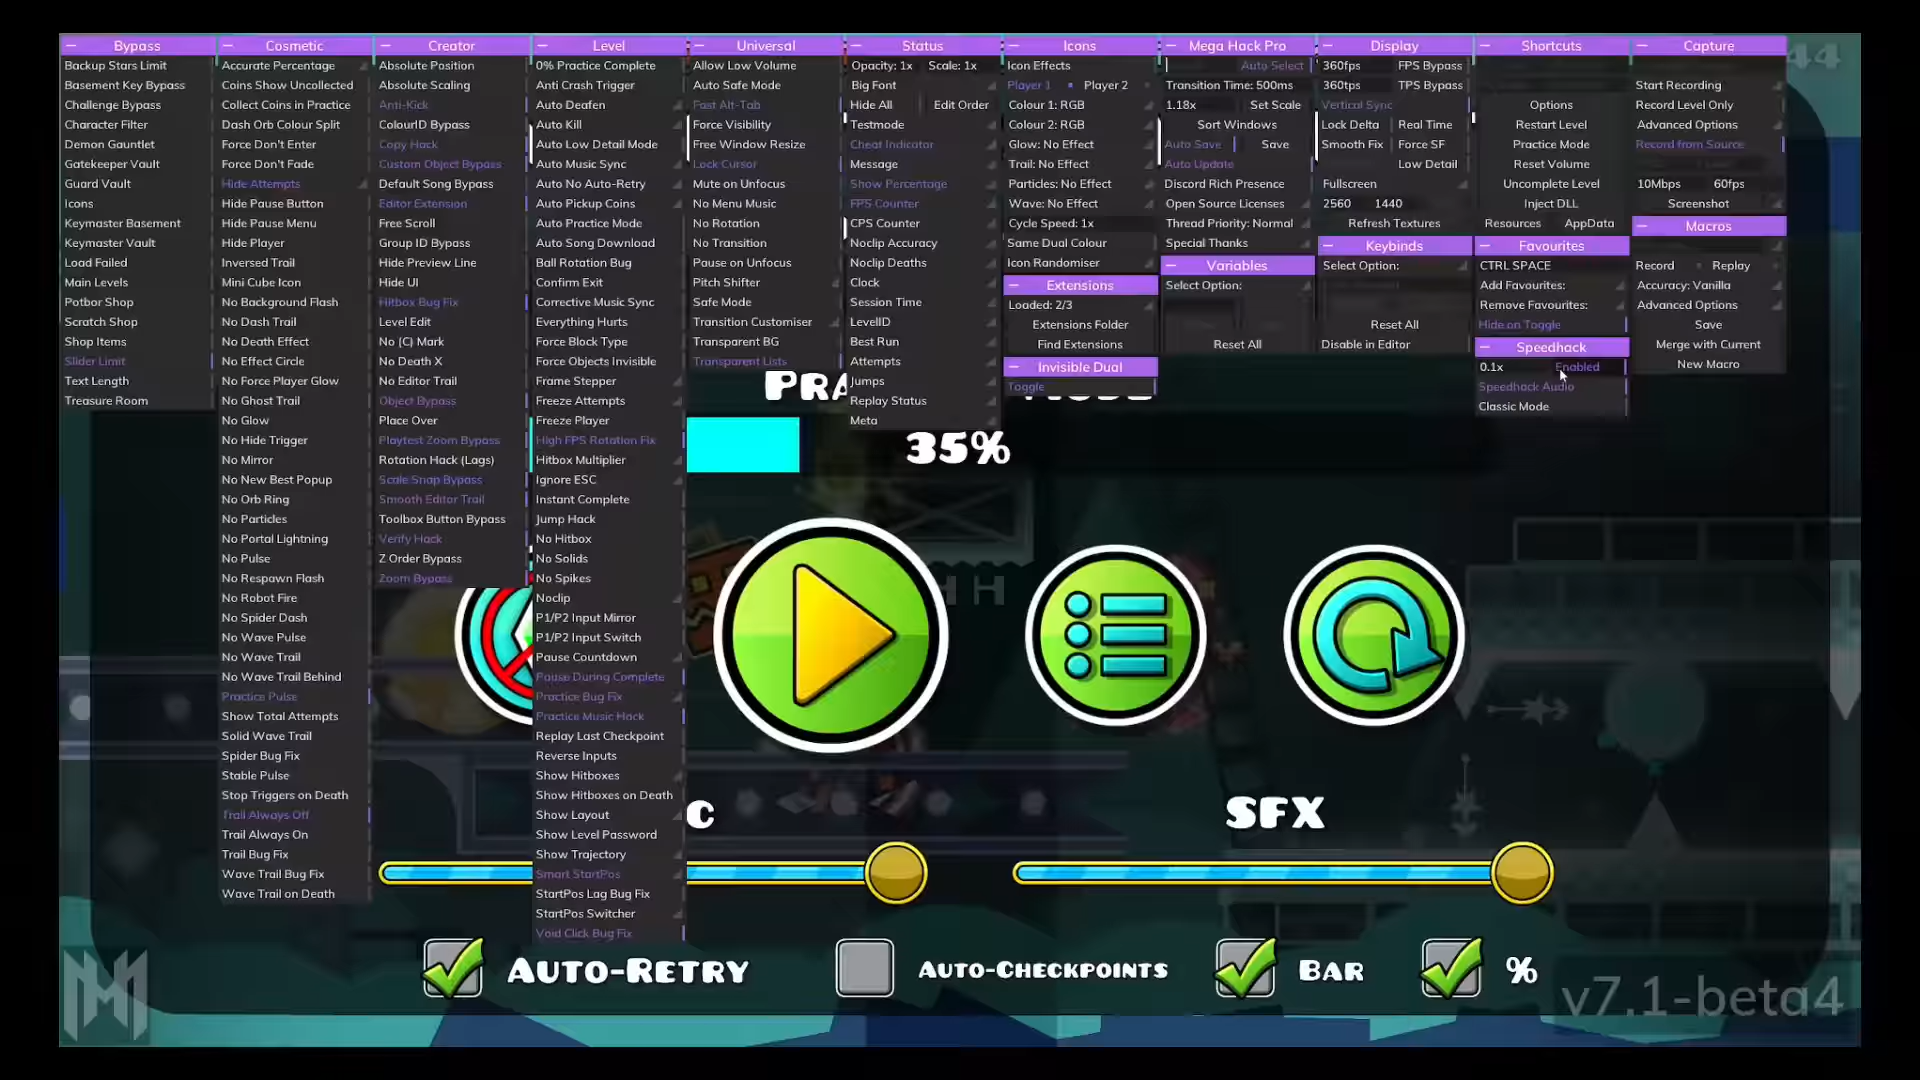 Bypass
Backup Stars Limit
Basement Key Bypass
Challenge Bypass
Character Filter
Demon Gauntlet
Gatekeeper Vault
Guard Vault
Icons
Keymaster Basement
Keymaster Vault
Load Failed
Main Levels
Potbor Shop
Scratch Shop
Shop Items
Slider Limit
Text Length
Treasure Room
Cosmetic
Accurate Percentage
Coins Show Uncollected
Collect Coins in Practice
Dash Orb Colour Split
Force Don't Enter
Force Don't Fade
Hide Attempts
Hide Pause Button
Hide Pause Menu
Hide Player
Inversed Trail
Mini Cube Icon
No Background Flash
No Dash Trail
No Death Effect
No Effect Circle
No Force Player Glow
No Ghost Trail
No Glow
No Hide Trigger
No Mirror
No New Best Popup
No Orb Ring
No Particles
No Portal Lightning
No Pulse
No Respawn Flash
No Robot Fire
No Spider Dash
No Wave Pulse
No Wave Trail
No Wave Trail Behind
Practice Pulse
Show Total Attempts
Solid Wave Trail
Spider Bug Fix
Stable Pulse
Stop Triggers on Death
Trail Always Off
Trail Always On
Trail Bug Fix
Wave Trail Bug Fix
Wave Trail on Death
Creator
Absolute Position
Absolute Scaling
Anti-Kick
ColourID Bypass
Copy Hack
Custom Object Bypass
Default Song Bypass
Editor Extension
Free Scroll
Group ID Bypass
Hide Preview Line
Hide UI
Hitbox Bug Fix
Level Edit
No (C) Mark
No Death X
No Editor Trail
Object Bypass
Place Over
Playtest Zoom Bypass
Rotation Hack (Lags)
Scale Snap Bypass
Smooth Editor Trail
Toolbox Button Bypass
Verify Hack
Z Order Bypass
Zoom Bypass
Level
0% Practice Complete
Anti Crash Trigger
Auto Deafen
Auto Kill
Auto Low Detail Mode
Auto Music Sync
Auto No Auto-Retry
Auto Pickup Coins
Auto Practice Mode
Auto Song Download
Ball Rotation Bug
Confirm Exit
Corrective Music Sync
Everything Hurts
Force Block Type
Force Objects Invisible
Frame Stepper
Freeze Attempts
Freeze Player
High FPS Rotation Fix
Hitbox Multiplier
Ignore ESC
Instant Complete
Jump Hack
No Hitbox
No Solids
No Spikes
Noclip
P1/P2 Input Mirror
P1/P2 Input Switch
Pause Countdown
Pause During Complete
Practice Bug Fix
Practice Music Hack
Replay Last Checkpoint
Reverse Inputs
Show Hitboxes
Show Hitboxes on Death
Show Layout
Show Level Password
Show Trajectory
Smart StartPos
StartPos Lag Bug Fix
StartPos Switcher
Void Click Bug Fix
Universal
Allow Low Volume
Auto Safe Mode
Fast Alt-Tab
Force Visibility
Free Window Resize
Lock Cursor
Mute on Unfocus
No Menu Music
No Rotation
No Transition
Pause on Unfocus
Pitch Shifter
Safe Mode
Transition Customiser
Transparent BG
Transparent Lists
Status
Opacity: 1x Scale: 1x
Big Font
Hide All Edit Order
Testmode
Cheat Indicator
Message
Show Percentage
FPS Counter
CPS Counter
Noclip Accuracy
Noclip Deaths
Clock
Session Time
LevelID
Best Run
Attempts
Jumps
Replay Status
Meta
Icons
Icon Effects
Player 1 Player 2
Colour 1: RGB
Colour 2: RGB
Glow: No Effect
Trail: No Effect
Particles: No Effect
Wave: No Effect
Cycle Speed: 1x
Same Dual Colour
Icon Randomiser
Extensions
Loaded: 2/3
Extensions Folder
Find Extensions
Invisible Dual
Toggle
Mega Hack Pro
Auto Select
Transition Time: 500ms
1.18x Set Scale
Sort Windows
Auto Save Save
Auto Update
Discord Rich Presence
Open Source Licenses
Thread Priority: Normal
Special Thanks
Variables
Select Option:
Reset All
Display
360fps FPS Bypass
360tps TPS Bypass
Vertical Sync
Lock Delta Real Time
Smooth Fix Force SF
Low Detail
Fullscreen
2560 1440
Refresh Textures
Keybinds
Select Option:
Reset All
Disable in Editor
Shortcuts
Options
Restart Level
Practice Mode
Reset Volume
Uncomplete Level
Inject DLL
Resources AppData
Favourites
CTRL SPACE
Add Favourites:
Remove Favourites:
Hide on Toggle
Speedhack
0.1x Enabled
Speedhack Audio
Classic Mode
Capture
Start Recording
Record Level Only
Advanced Options
Record from Source
10Mbps 60fps
Screenshot
Macros
Record Replay
Accuracy: Vanilla
Advanced Options
Save
Merge with Current
New Macro
35%
SFX
Auto-Retry
Auto-Checkpoints
Bar
%
v7.1-beta4